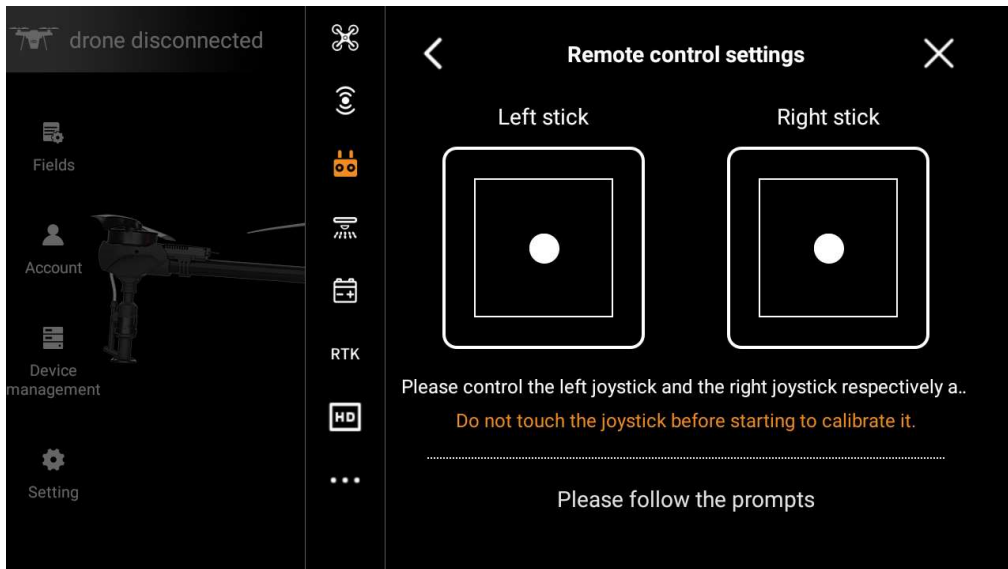 drone disconnected
Fields
Account
Device
management
Setting
RTK
HD
Remote control settings
Left stick
Right stick
Please control the left joystick and the right joystick respectively a..
Do not touch the joystick before starting to calibrate it.
Please follow the prompts